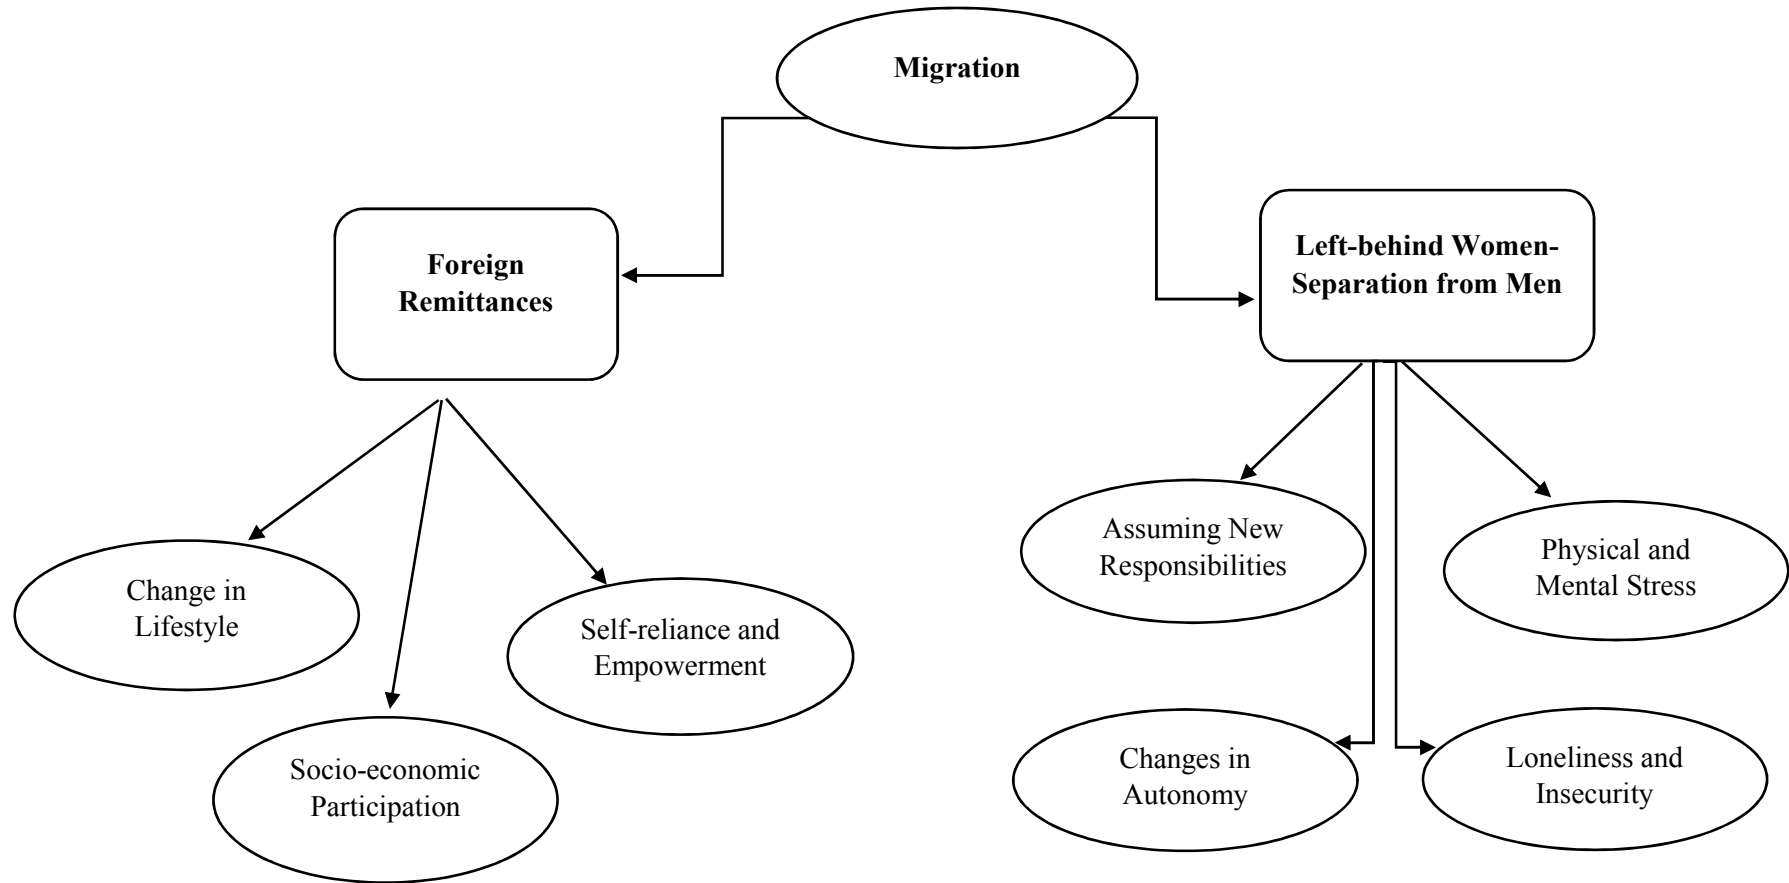 Migration
Foreign
Remittances
Left-behind Women-
Separation from Men
Change in
Lifestyle
Socio-economic
Participation
Self-reliance and
Empowerment
Assuming New
Responsibilities
Physical and
Mental Stress
Changes in
Autonomy
Loneliness and
Insecurity